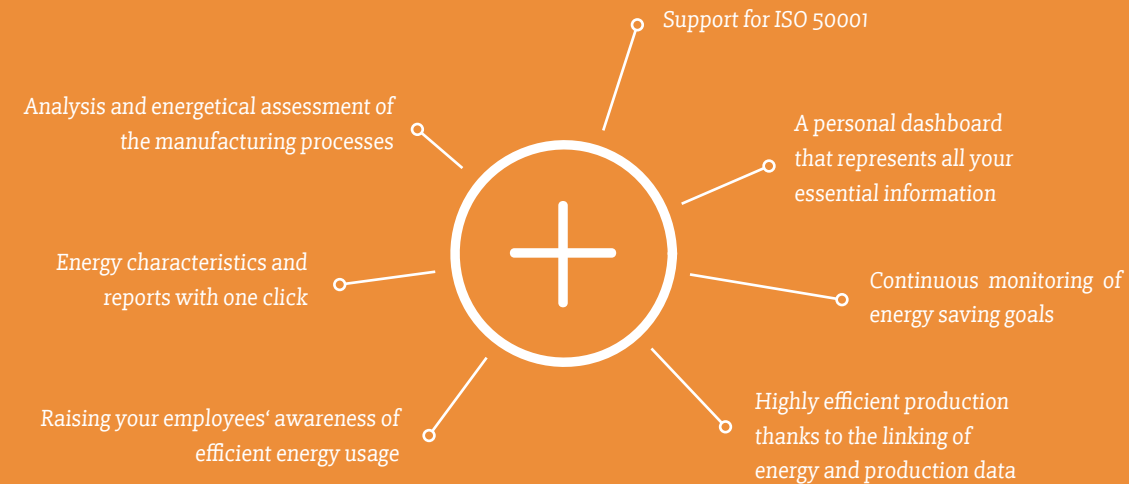 Support for ISO 50001
Analysis and energetical assessment of
the manufacturing processes
A personal dashboard
that represents all your
essential information
Energy characteristics and
reports with one click
Continuous monitoring of
energy saving goals
Raising your employees‘ awareness of
efficient energy usage
Highly efficient production
thanks to the linking of
energy and production data